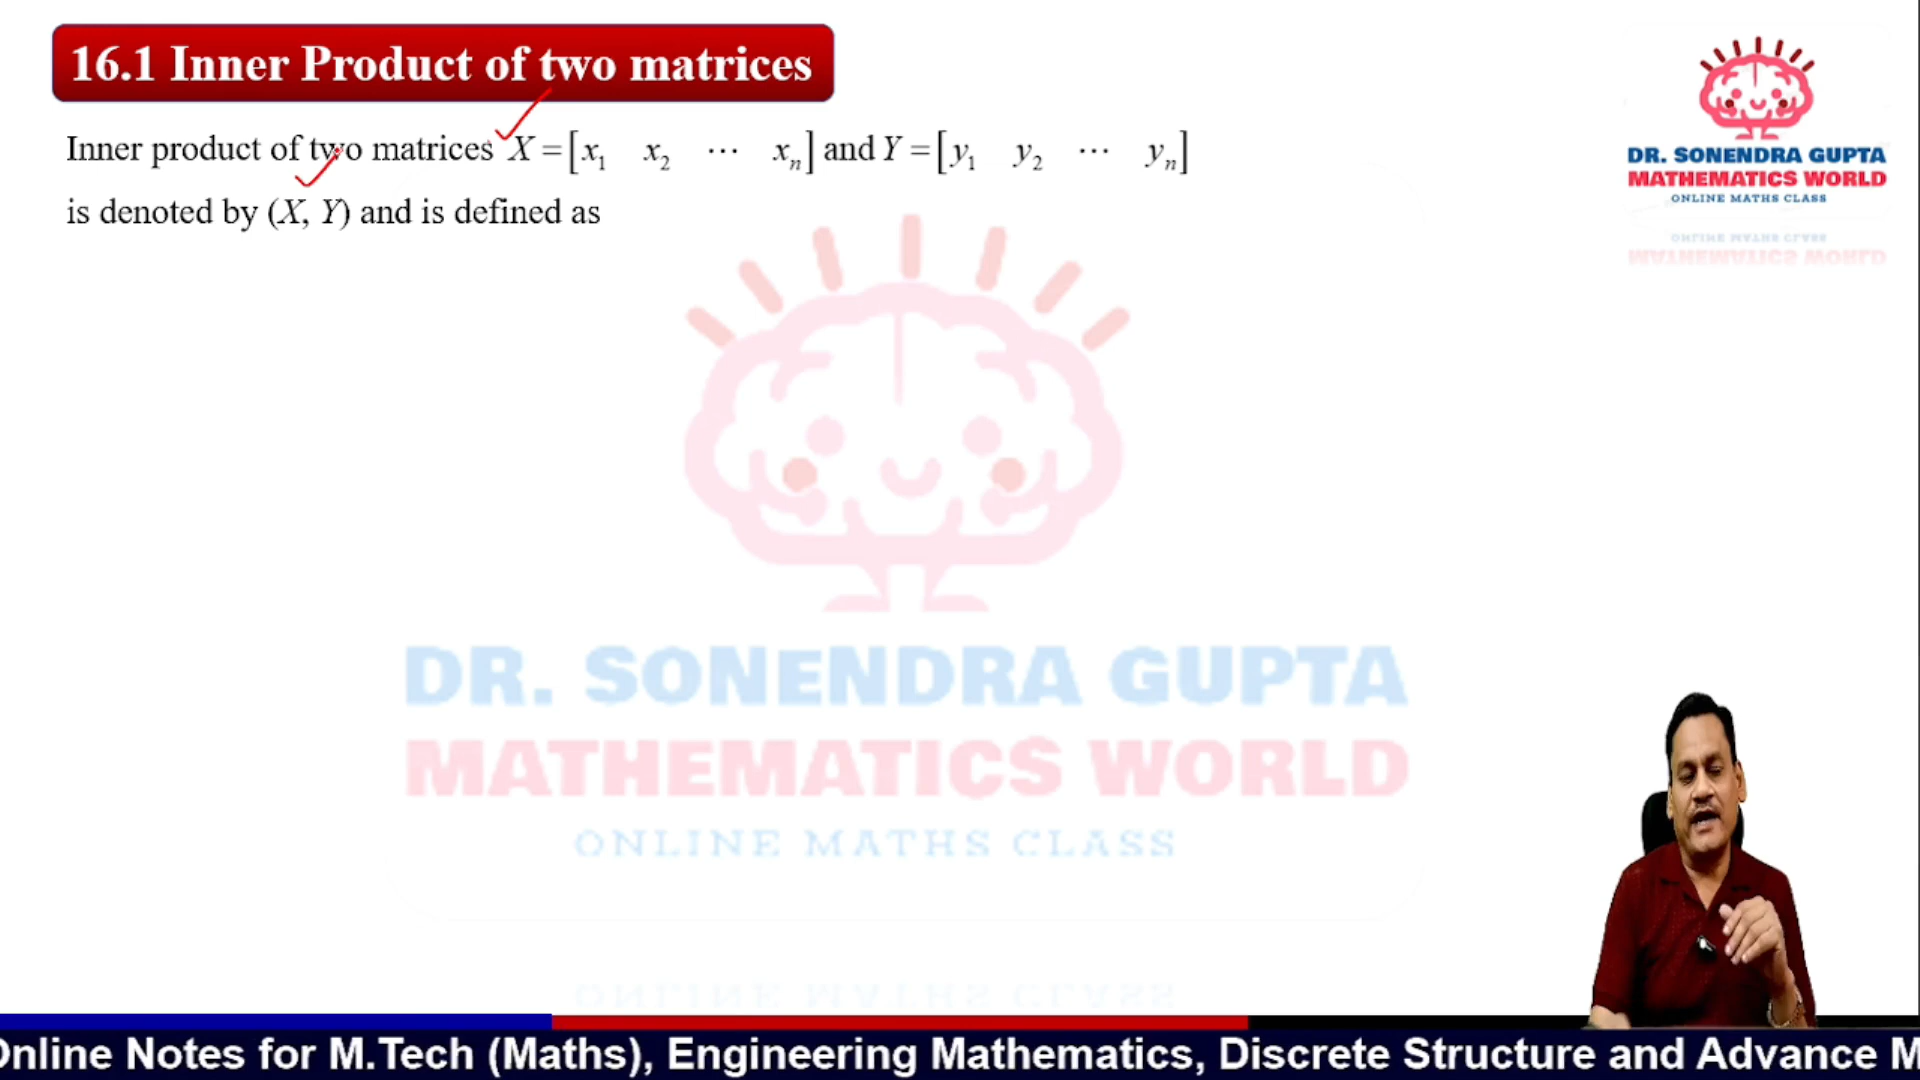 16.1 Inner Product of two matrices
Inner product of two matrices X = [x₁ x₂ ⋯ xₙ] and Y = [y₁ y₂ ⋯ yₙ]
is denoted by (X, Y) and is defined as
DR. SONENDRA GUPTA
MATHEMATICS WORLD
ONLINE MATHS CLASS
DR. SONENDRA GUPTA
MATHEMATICS WORLD
ONLINE MATHS CLASS
Online Notes for M.Tech (Maths), Engineering Mathematics, Discrete Structure and Advance M